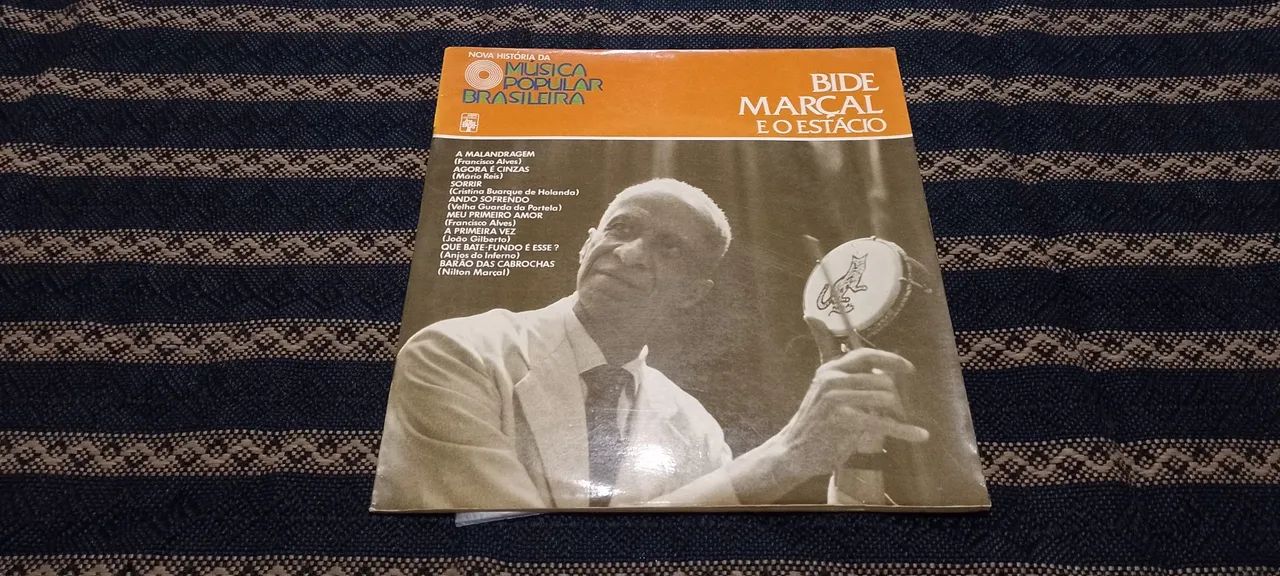 NOVA HISTÓRIA DA
MÚSICA
POPULAR
BRASILEIRA
BIDE
MARÇAL
E O ESTÁCIO
A MALANDRAGEM
(Francisco Alves)
AGORA É CINZAS
(Mário Reis)
SORRIR
(Cristina Buarque de Holanda)
ANDO SOFRENDO
(Velha Guarda da Portela)
MEU PRIMEIRO AMOR
(Francisco Alves)
A PRIMEIRA VEZ
(João Gilberto)
QUE BATE-FUNDO É ESSE?
(Anjos do Inferno)
BARÃO DAS CABROCHAS
(Nilton Marçal)